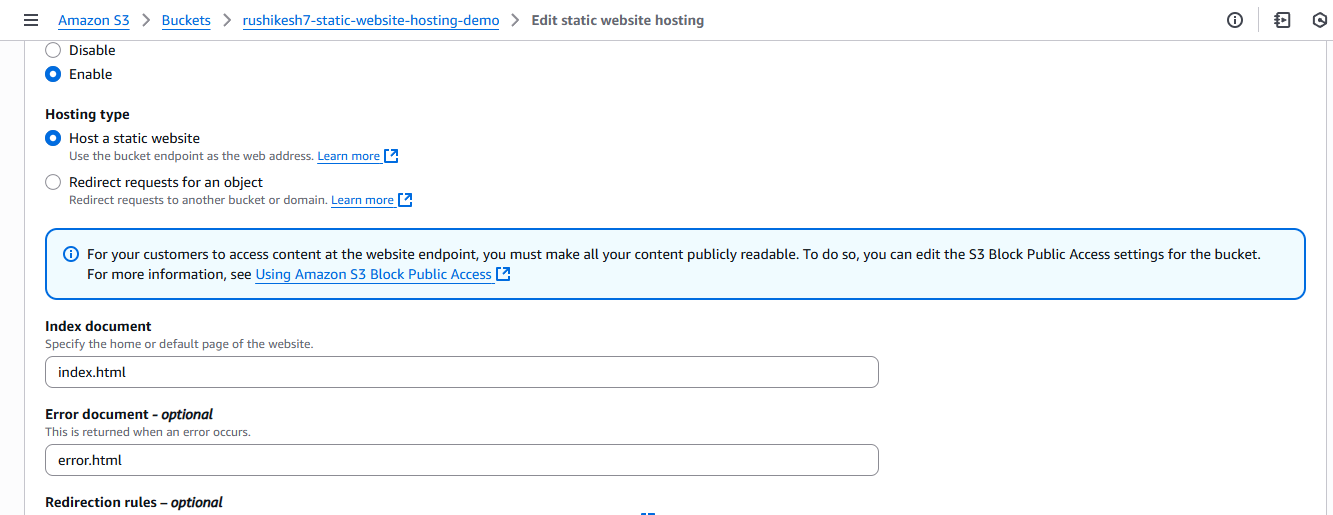 Amazon S3 > Buckets > rushikesh7-static-website-hosting-demo > Edit static website hosting
Disable
Enable
Hosting type
Host a static website
Use the bucket endpoint as the web address. Learn more
Redirect requests for an object
Redirect requests to another bucket or domain. Learn more
For your customers to access content at the website endpoint, you must make all your content publicly readable. To do so, you can edit the S3 Block Public Access settings for the bucket.
For more information, see Using Amazon S3 Block Public Access
Index document
Specify the home or default page of the website.
index.html
Error document - optional
This is returned when an error occurs.
error.html
Redirection rules – optional